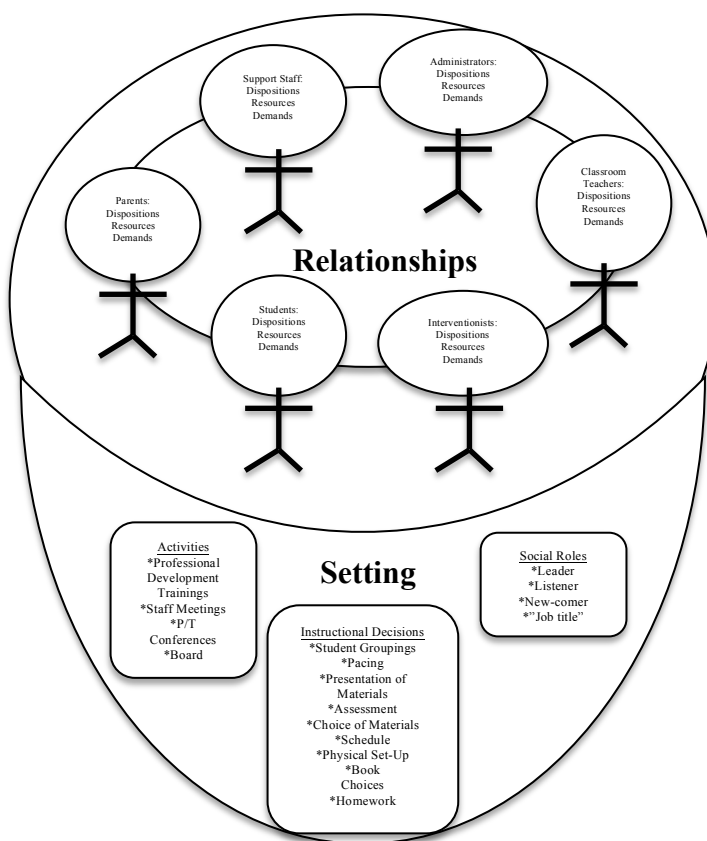 Support Staff:
Dispositions
Resources
Demands
Administrators:
Dispositions
Resources
Demands
Parents:
Dispositions
Resources
Demands
Classroom
Teachers:
Dispositions
Resources
Demands
Relationships
Students:
Dispositions
Resources
Demands
Interventionists:
Dispositions
Resources
Demands
Activities
*Professional
Development
Trainings
*Staff Meetings
*P/T
Conferences
*Board
Setting
Social Roles
*Leader
*Listener
*New-comer
*”Job title”
Instructional Decisions
*Student Groupings
*Pacing
*Presentation of
Materials
*Assessment
*Choice of Materials
*Schedule
*Physical Set-Up
*Book
Choices
*Homework